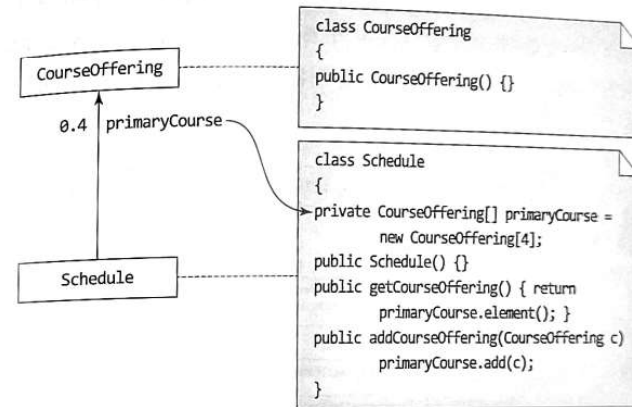 CourseOffering
0.4 primaryCourse
Schedule
class CourseOffering
{
public CourseOffering() {}
}
class Schedule
{
private CourseOffering[] primaryCourse =
new CourseOffering[4];
public Schedule() {}
public getCourseOffering() { return
primaryCourse.element(); }
public addCourseOffering(CourseOffering c)
primaryCourse.add(c);
}